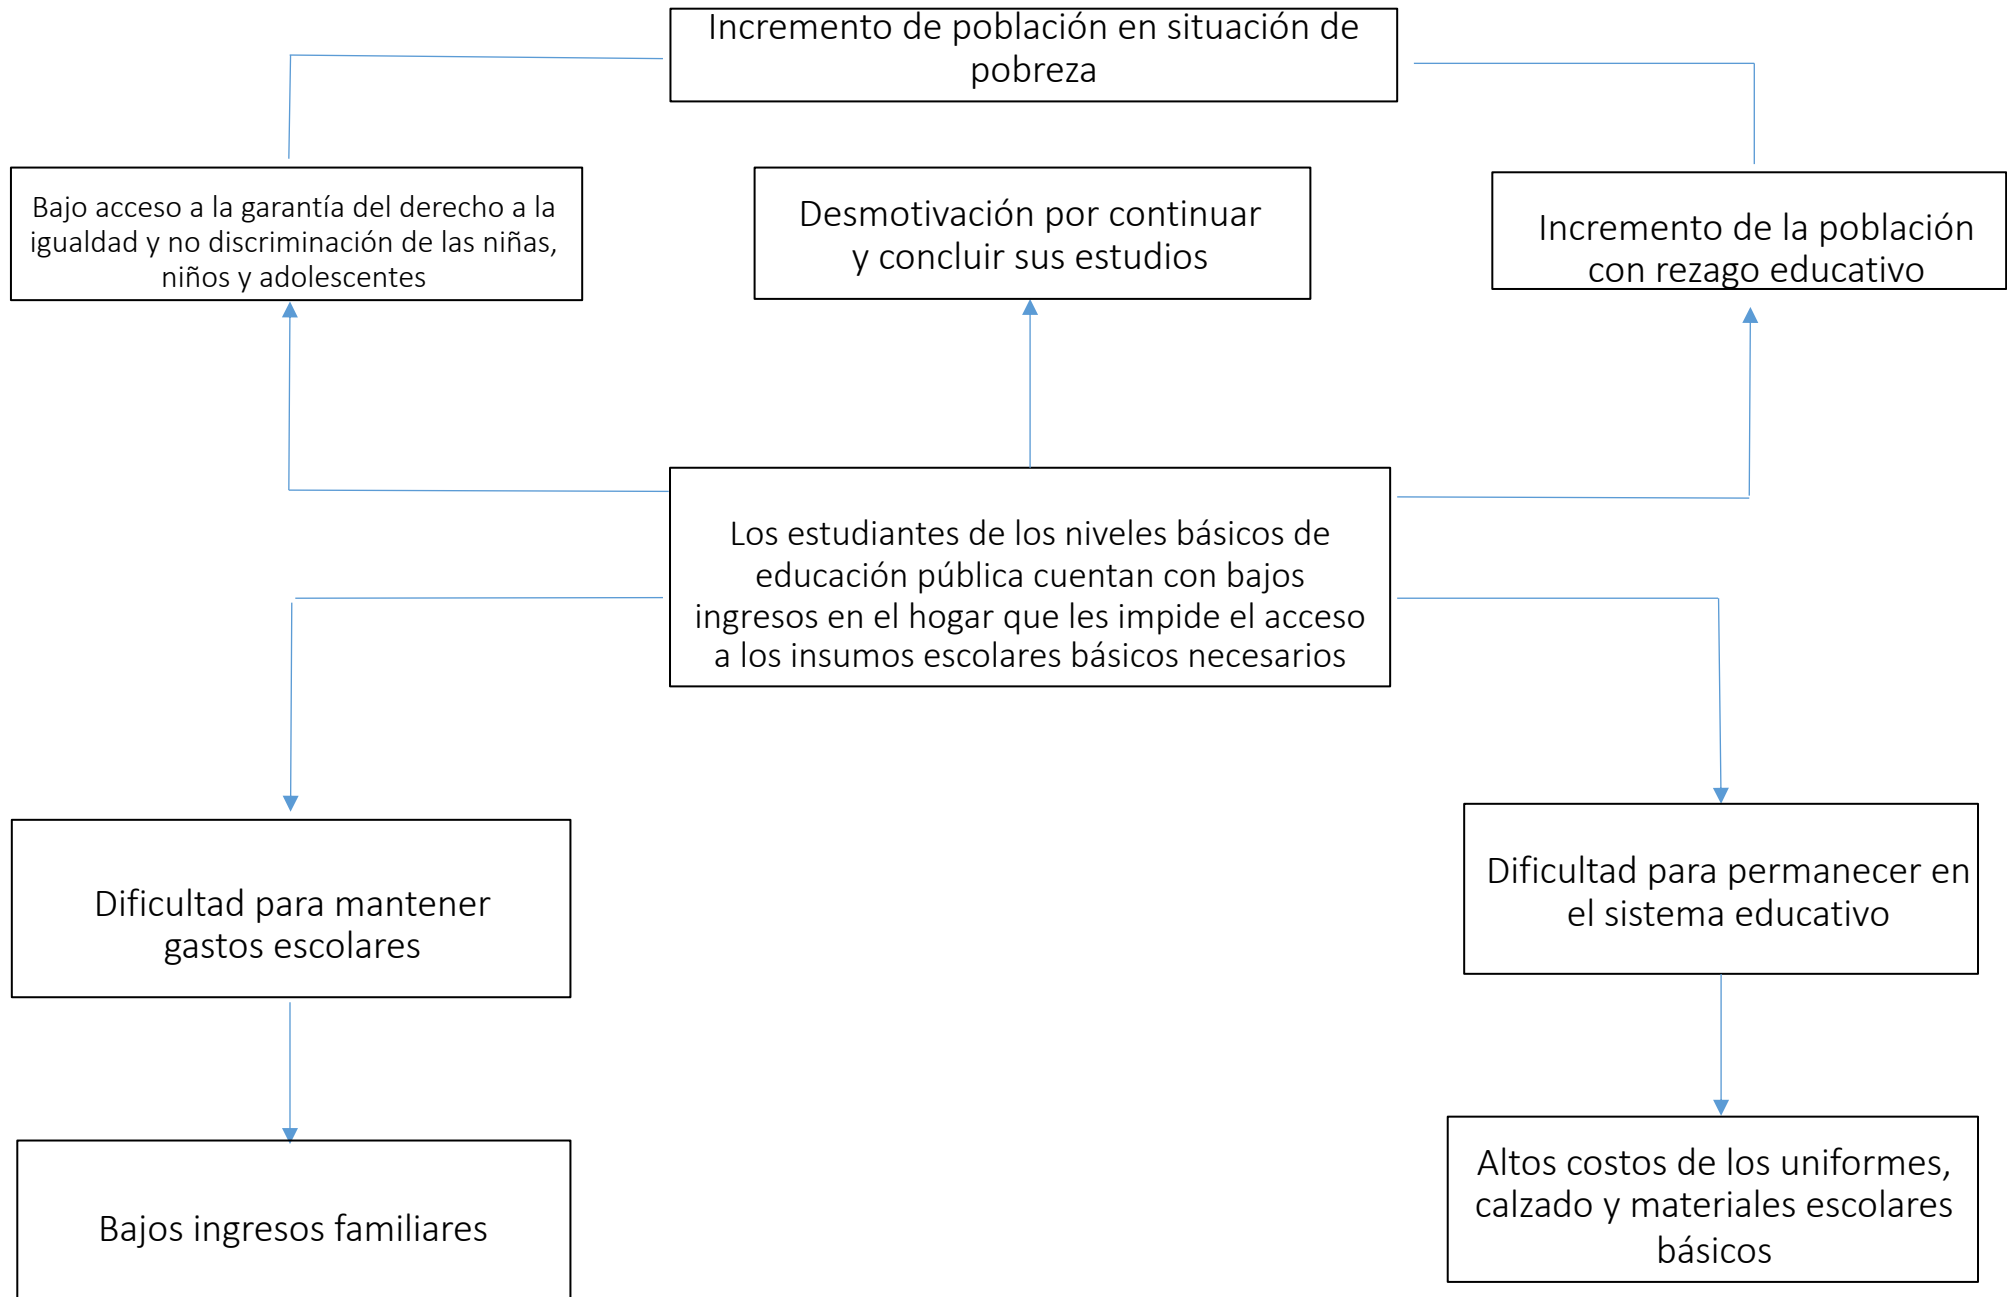 Incremento de población en situación de
pobreza
Bajo acceso a la garantía del derecho a la
igualdad y no discriminación de las niñas,
niños y adolescentes
Desmotivación por continuar
y concluir sus estudios
Incremento de la población
con rezago educativo
Los estudiantes de los niveles básicos de
educación pública cuentan con bajos
ingresos en el hogar que les impide el acceso
a los insumos escolares básicos necesarios
Dificultad para mantener
gastos escolares
Dificultad para permanecer en
el sistema educativo
Bajos ingresos familiares
Altos costos de los uniformes,
calzado y materiales escolares
básicos